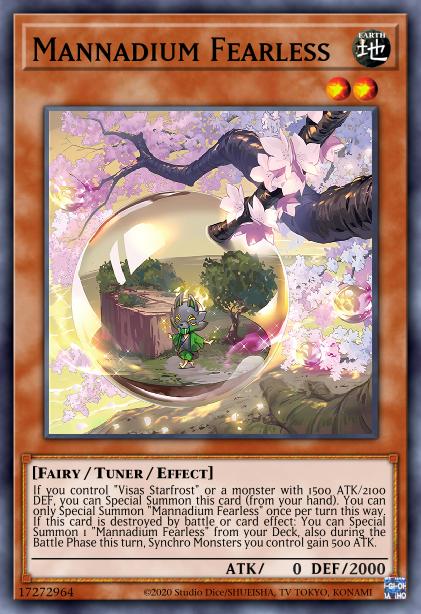 MANNADIUM FEARLESS
EARTH
地
[FAIRY / TUNER / EFFECT]
If you control "Visas Starfrost" or a monster with 1500 ATK/2100
DEF, you can Special Summon this card (from your hand). You can
only Special Summon "Mannadium Fearless" once per turn this way.
If this card is destroyed by battle or card effect: You can Special
Summon 1 "Mannadium Fearless" from your Deck, also during the
Battle Phase this turn, Synchro Monsters you control gain 500 ATK.
ATK/ 0 DEF/2000
17272964
©2020 Studio Dice/SHUEISHA, TV TOKYO, KONAMI